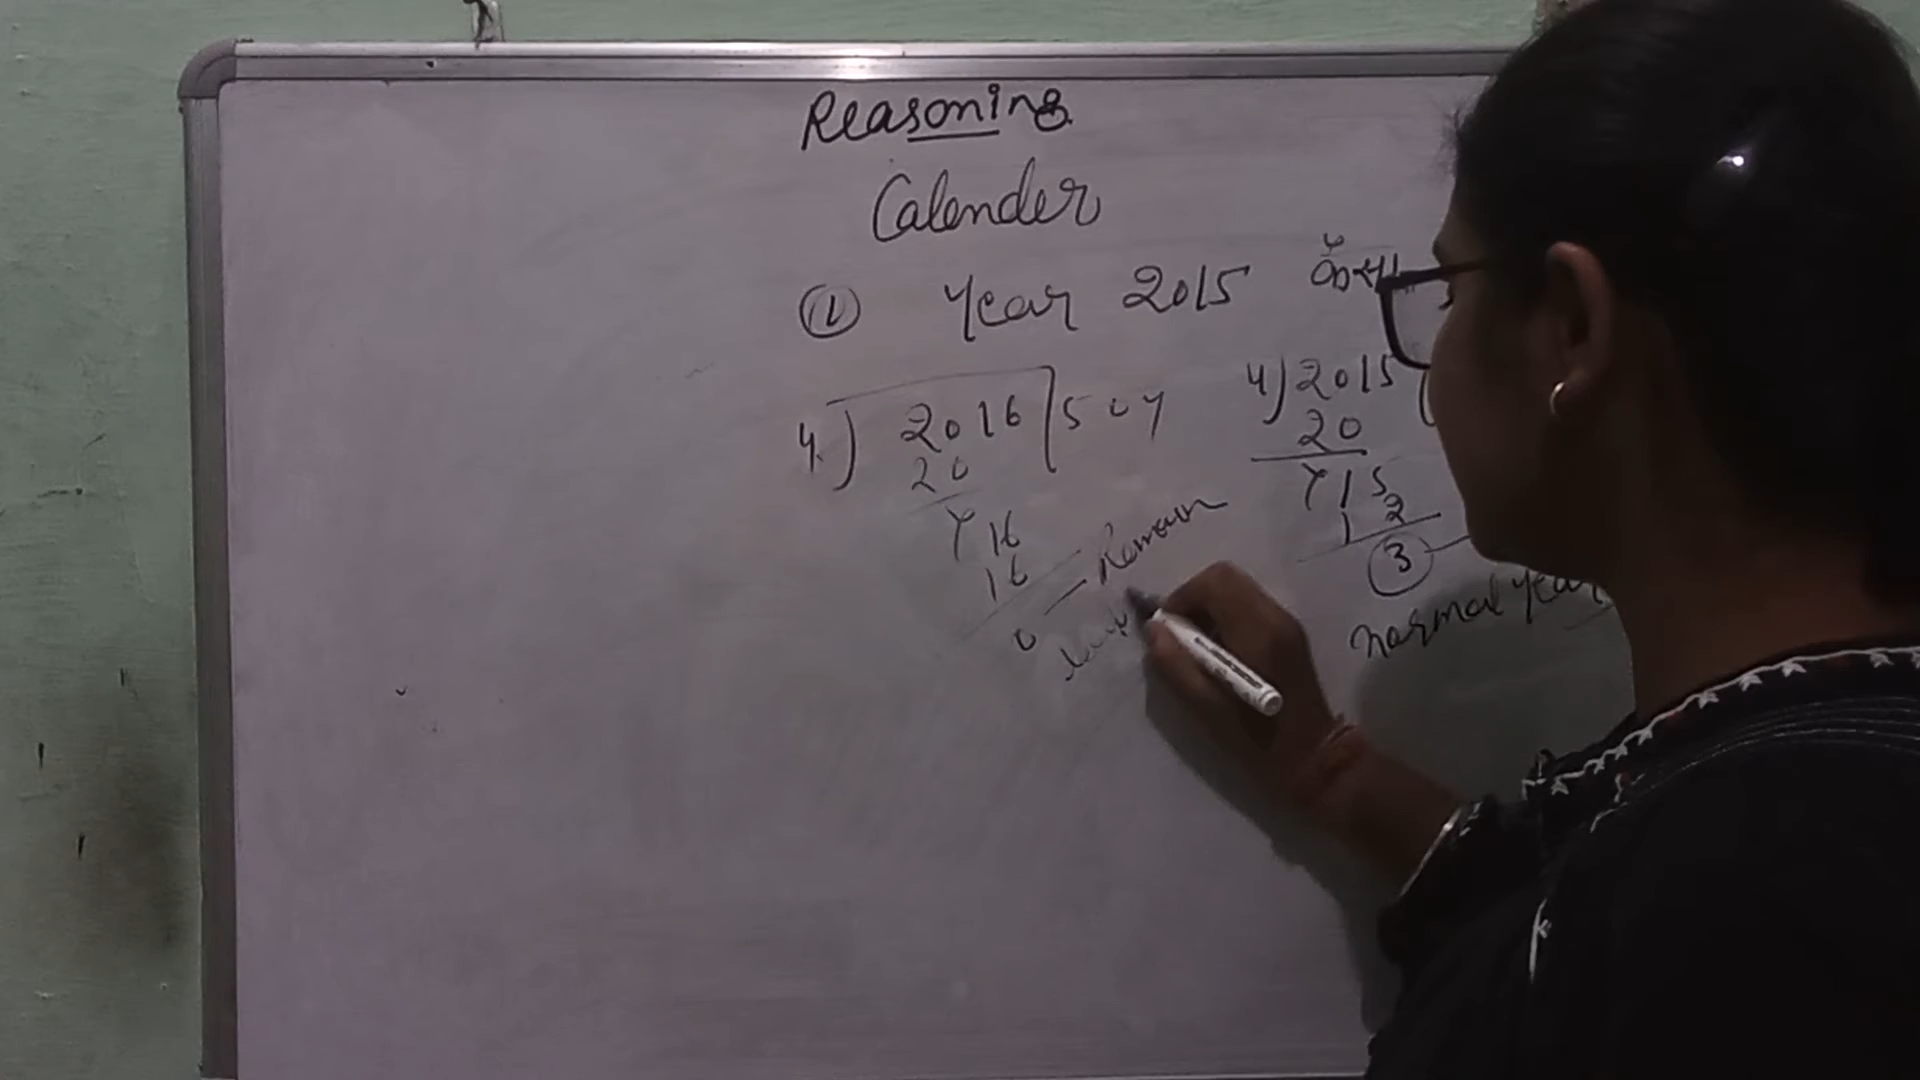 Reasoning
Calender
(1) Year 2015
4) 2016 | 504
20
16
16
0 — Remain
4) 2015 (
20
15
12
3 —
normal year